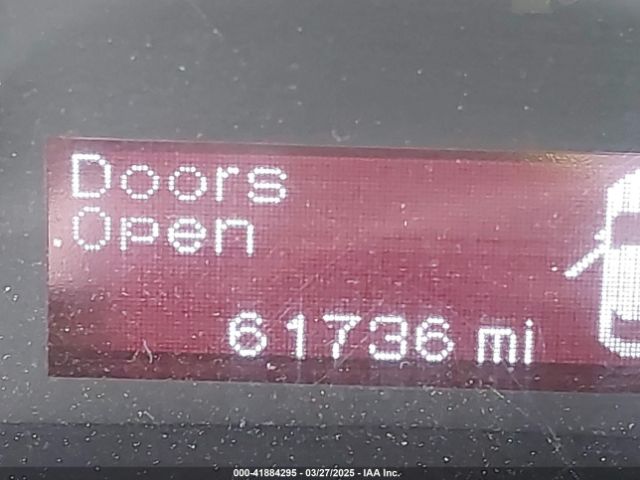 Doors
Open
61736 mi
000-41884295 - 03/27/2025 - IAA Inc.